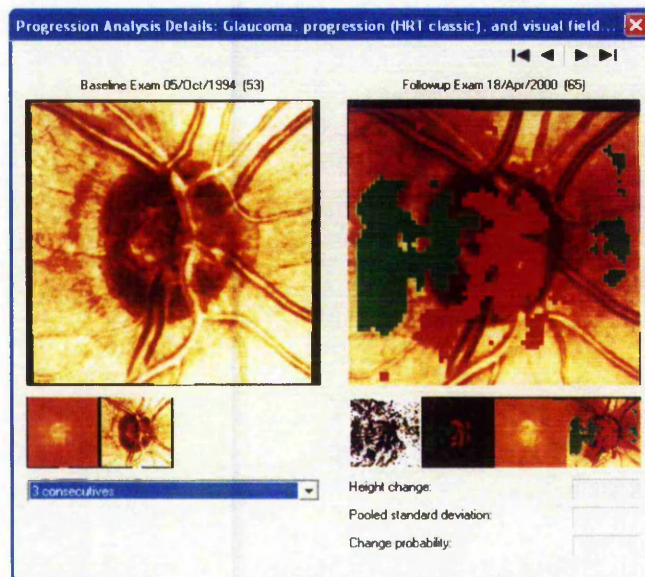 Progression Analysis Details: Glaucoma, progression (HRT classic), and visual field...
Baseline Exam 05/Oct/1994 (53)
Followup Exam 18/Apr/2000 (65)
3 consecutives
Height change:
Pooled standard deviation:
Change probability: